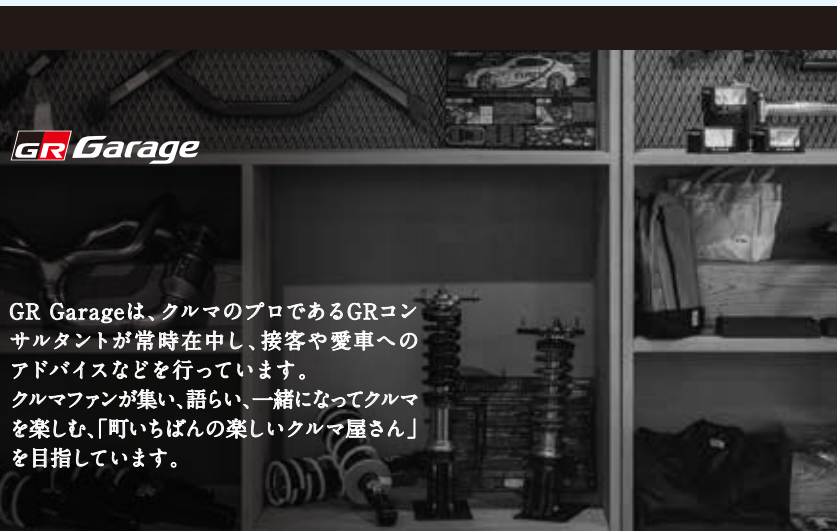 GR Garage
GR Garageは、クルマのプロであるGRコン
サルタントが常時在中し、接客や愛車への
アドバイスなどを行っています。
クルマファンが集い、語らい、一緒になってクルマ
を楽しむ、「町いちばんの楽しいクルマ屋さん」
を目指しています。